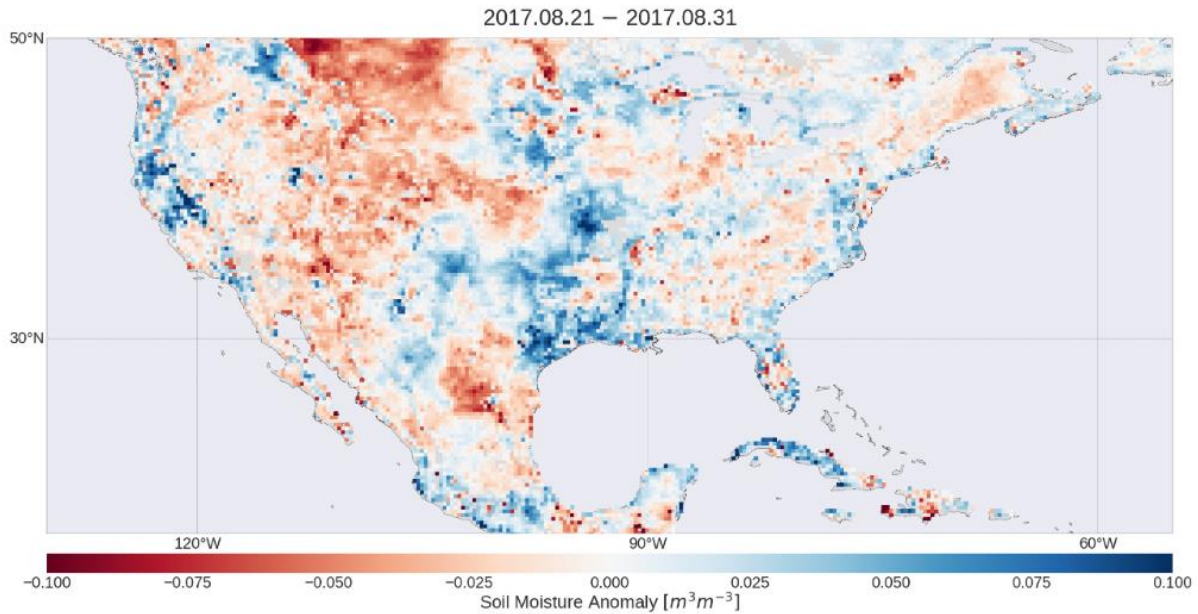 2017.08.21 − 2017.08.31
50°N
30°N
120°W 90°W 60°W
−0.100 −0.075 −0.050 −0.025 0.000 0.025 0.050 0.075 0.100
Soil Moisture Anomaly [m³m⁻³]